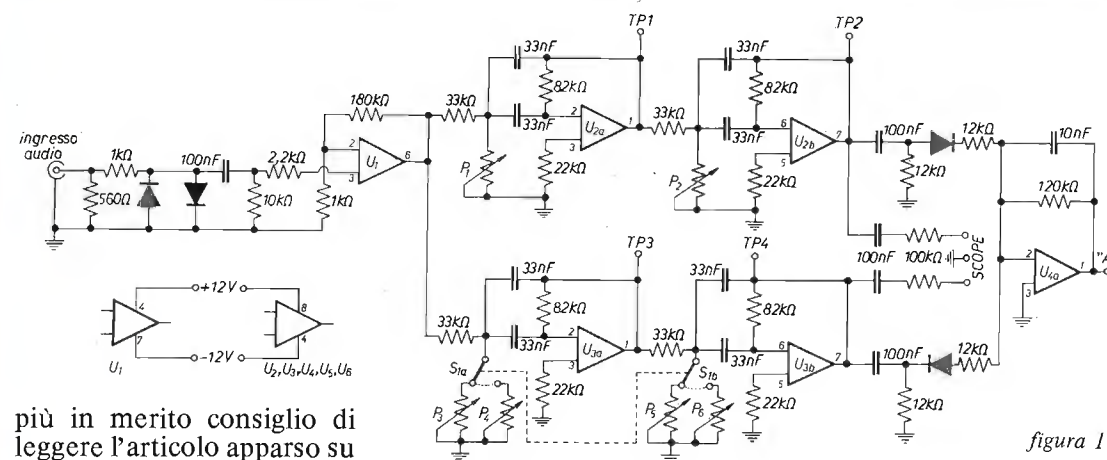 TP1
TP2
33nF
33nF
180kΩ
33kΩ
82kΩ
33kΩ
82kΩ
ingresso
audio
1kΩ
100nF
2,2kΩ
2
3
U1
6
33nF
2
3
U2a
1
33nF
6
5
U2b
7
100nF
12kΩ
10nF
560Ω
10kΩ
1kΩ
P1
22kΩ
P2
22kΩ
12kΩ
120kΩ
TP3
TP4
100nF
100kΩ
SCOPE
2
3
U4a
1
"A
33nF
33nF
+12V
4
7
8
4
-12V
U1
U2,U3,U4,U5,U6
33kΩ
82kΩ
33kΩ
82kΩ
33nF
2
3
U3a
1
33nF
6
5
U3b
7
100nF
12kΩ
S1a
S1b
P3
P4
22kΩ
P5
P6
22kΩ
12kΩ
più in merito consiglio di
leggere l'articolo apparso su
figura 1